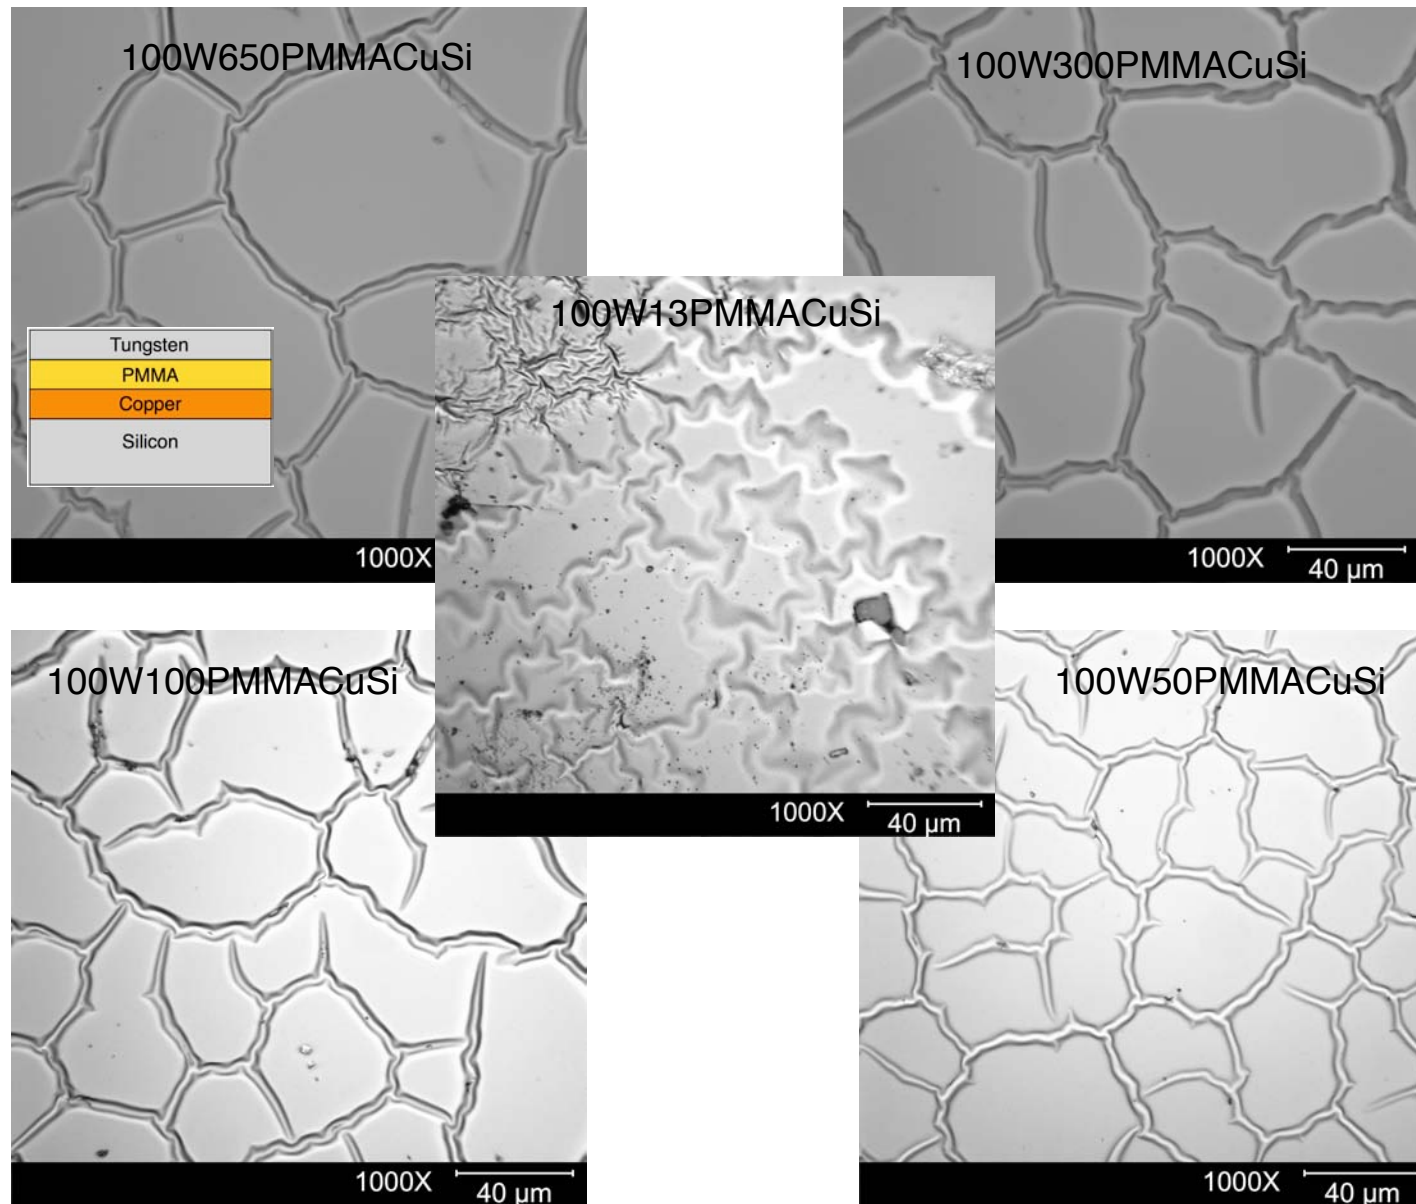 100W650PMMACuSi
100W300PMMACuSi
100W13PMMACuSi
Tungsten
PMMA
Copper
Silicon
1000X
1000X
40 µm
100W100PMMACuSi
100W50PMMACuSi
1000X
40 µm
1000X
40 µm
1000X
40 µm